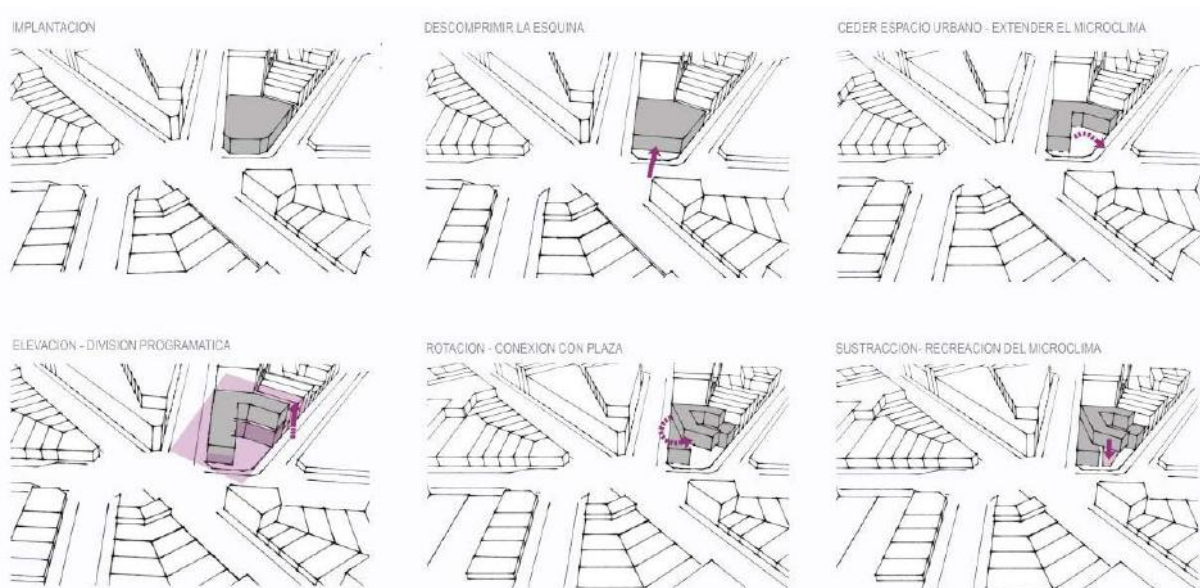 IMPLANTACION
DESCOMPRIMIR LA ESQUINA
CEDER ESPACIO URBANO - EXTENDER EL MICROCLIMA
ELEVACION - DIVISION PROGRAMATICA
ROTACION - CONEXION CON PLAZA
SUSTRACCION- RECREACION DEL MICROCLIMA